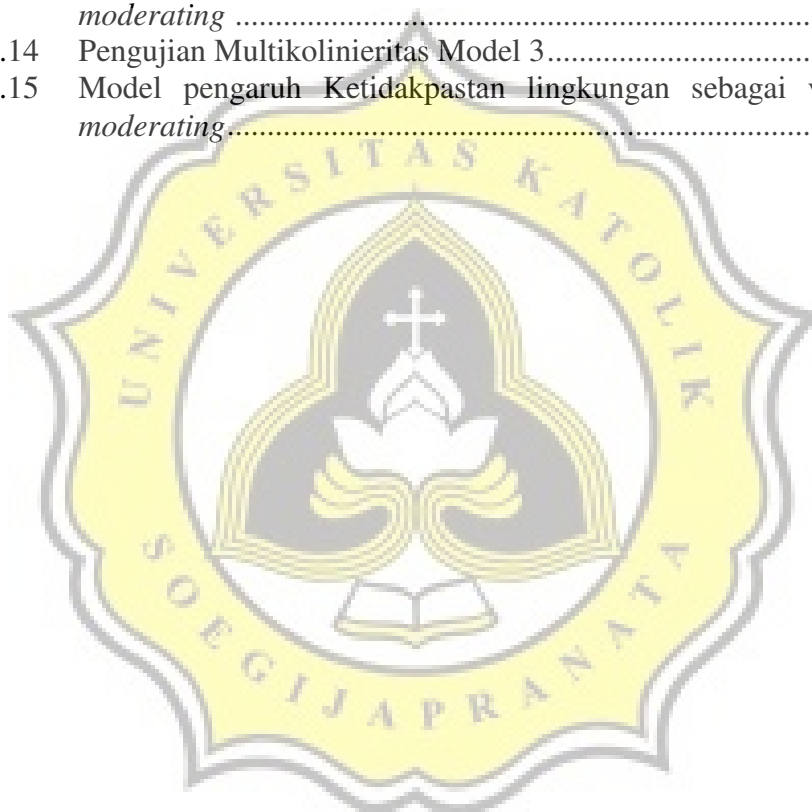 moderating ........................................................................
.14 Pengujian Multikolinieritas Model 3.................................
.15 Model pengaruh Ketidakpastan lingkungan sebagai v
moderating.........................................................................
UNIVERSITAS KATOLIK
SOEGIJAPRANATA